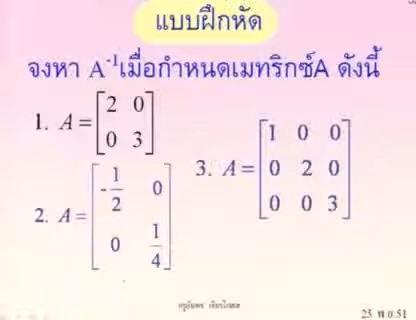 แบบฝึกหัด
จงหา A⁻¹เมื่อกำหนดเมทริกซ์A ดังนี้
1. A = [2 0
0 3]
2. A = [-1/2 0
0 1/4]
3. A = [1 0 0
0 2 0
0 0 3]
25 พ.ย.51